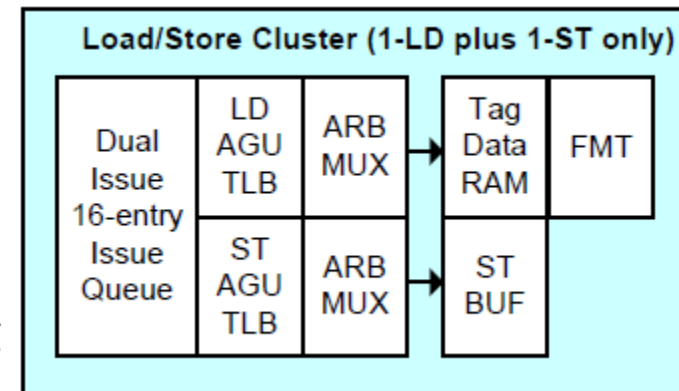 Load/Store Cluster (1-LD plus 1-ST only)
Dual
Issue
16-entry
Issue
Queue
LD
AGU
TLB
ARB
MUX
Tag
Data
RAM
FMT
ST
AGU
TLB
ARB
MUX
ST
BUF